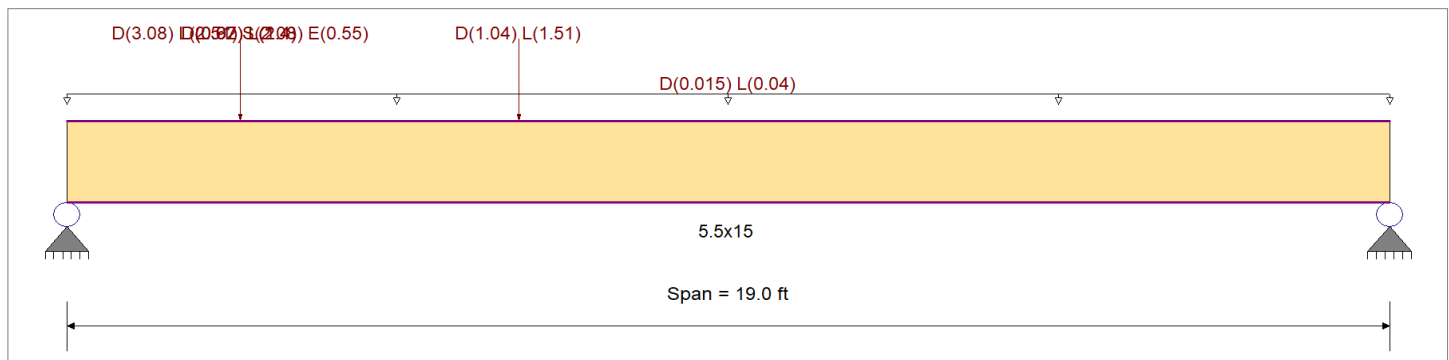 D(3.08) E(0.55) D(1.04) L(1.51)
D(0.015) L(0.04)
5.5x15
Span = 19.0 ft